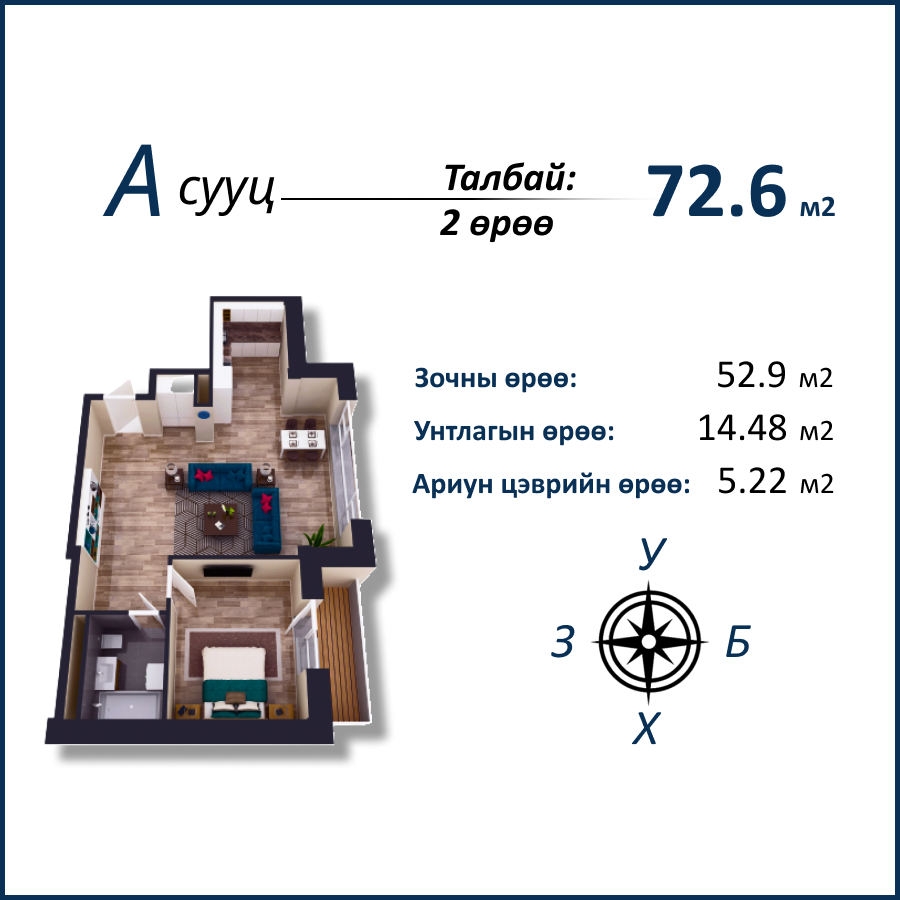 А сууц
Талбай:
2 өрөө
72.6 м2
Зочны өрөө: 52.9 м2
Унтлагын өрөө: 14.48 м2
Ариун цэврийн өрөө: 5.22 м2
У
З Б
Х